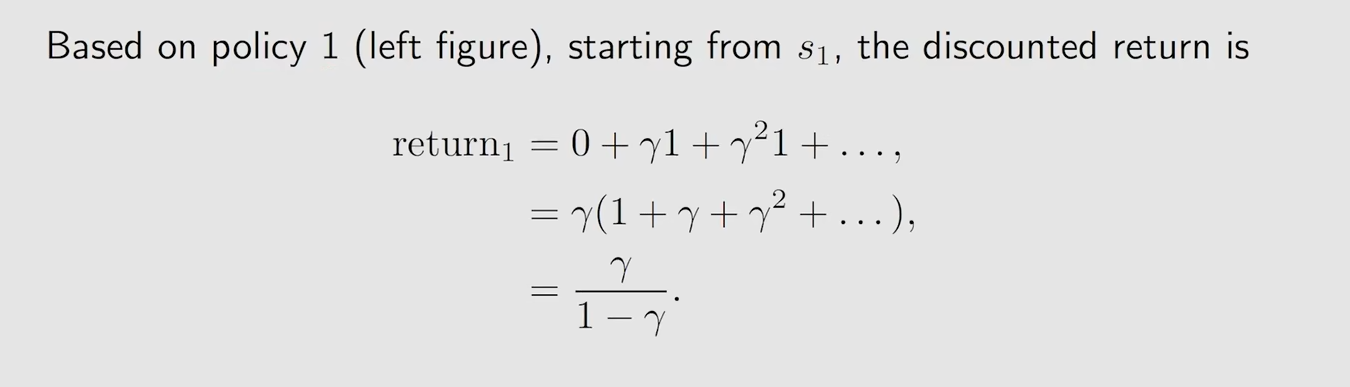 Based on policy 1 (left figure), starting from s₁, the discounted return is
return₁ = 0 + γ1 + γ²1 + . . . ,
= γ(1 + γ + γ² + . . . ),
= γ / (1 − γ) .